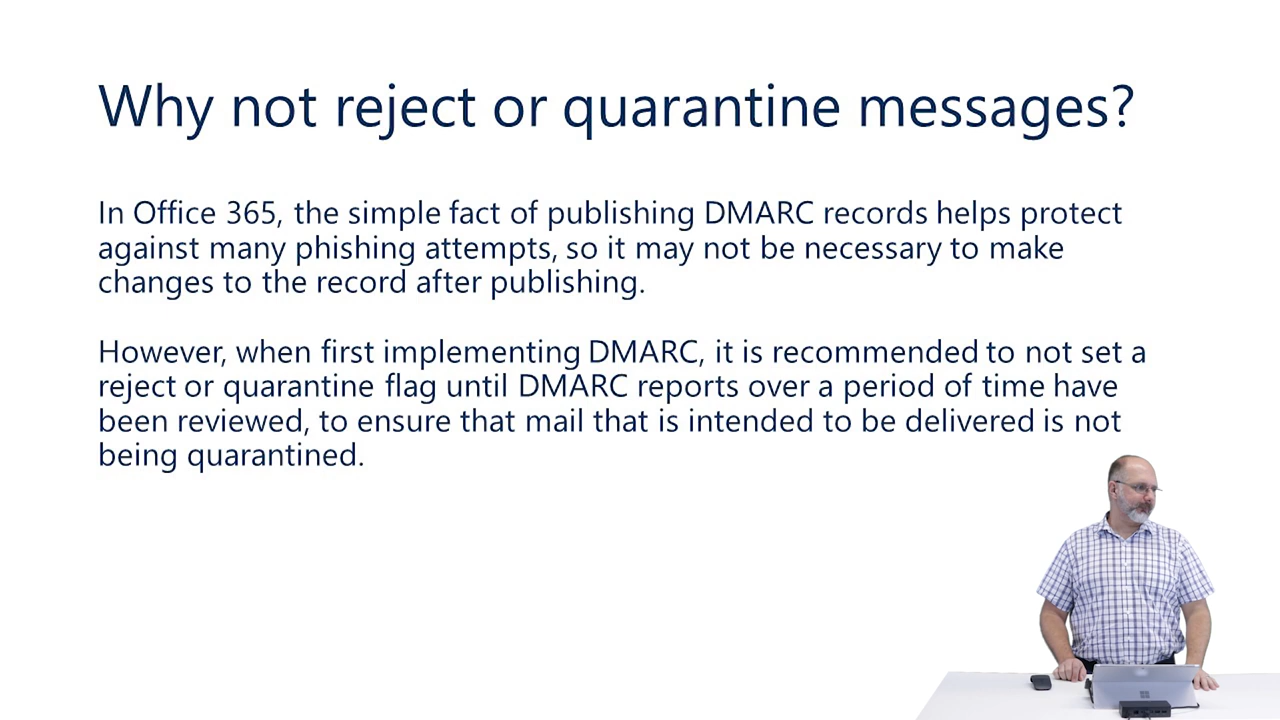 Why not reject or quarantine messages?
In Office 365, the simple fact of publishing DMARC records helps protect
against many phishing attempts, so it may not be necessary to make
changes to the record after publishing.
However, when first implementing DMARC, it is recommended to not set a
reject or quarantine flag until DMARC reports over a period of time have
been reviewed, to ensure that mail that is intended to be delivered is not
being quarantined.